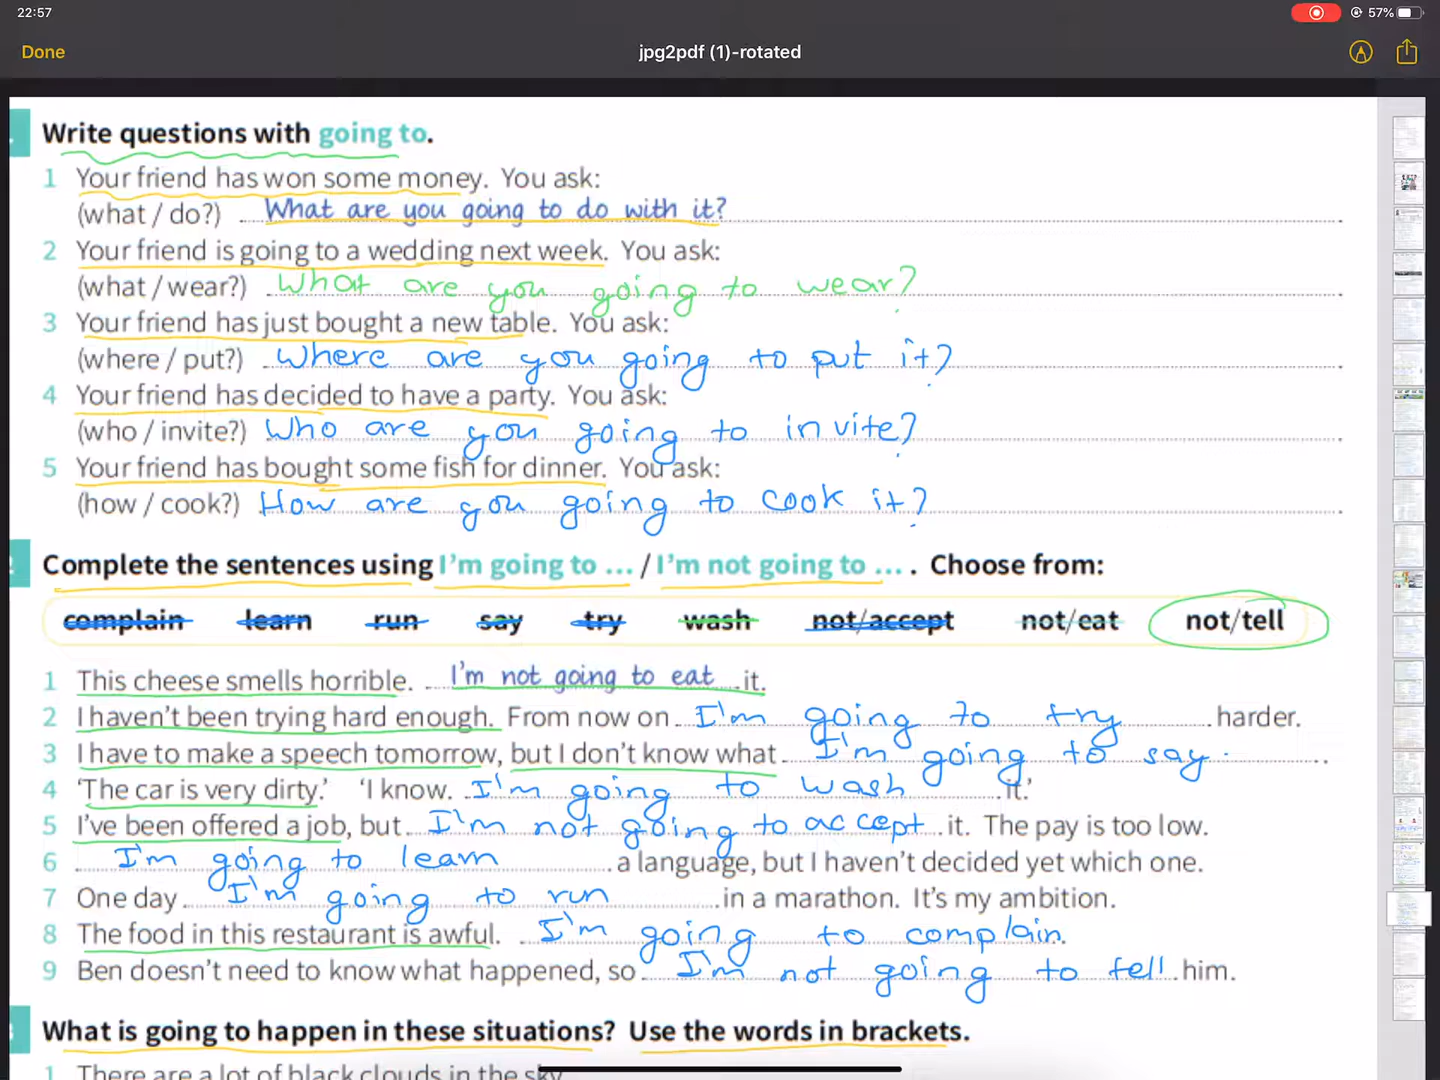 22:57
57%
Done
jpg2pdf (1)-rotated
Write questions with going to.
1 Your friend has won some money. You ask:
(what / do?) What are you going to do with it?
2 Your friend is going to a wedding next week. You ask:
(what / wear?) What are you going to wear?
3 Your friend has just bought a new table. You ask:
(where / put?) Where are you going to put it?
4 Your friend has decided to have a party. You ask:
(who / invite?) Who are you going to invite?
5 Your friend has bought some fish for dinner. You ask:
(how / cook?) How are you going to cook it?
Complete the sentences using I'm going to ... / I'm not going to ... . Choose from:
complain learn run say try wash not/accept not/eat not/tell
1 This cheese smells horrible. I'm not going to eat it.
2 I haven't been trying hard enough. From now on I'm going to try harder.
3 I have to make a speech tomorrow, but I don't know what I'm going to say.
4 'The car is very dirty.' 'I know. I'm going to wash it.'
5 I've been offered a job, but I'm not going to accept it. The pay is too low.
6 I'm going to learn a language, but I haven't decided yet which one.
7 One day I'm going to run in a marathon. It's my ambition.
8 The food in this restaurant is awful. I'm going to complain.
9 Ben doesn't need to know what happened, so I'm not going to tell him.
What is going to happen in these situations? Use the words in brackets.
1 There are a lot of black clouds in the sky